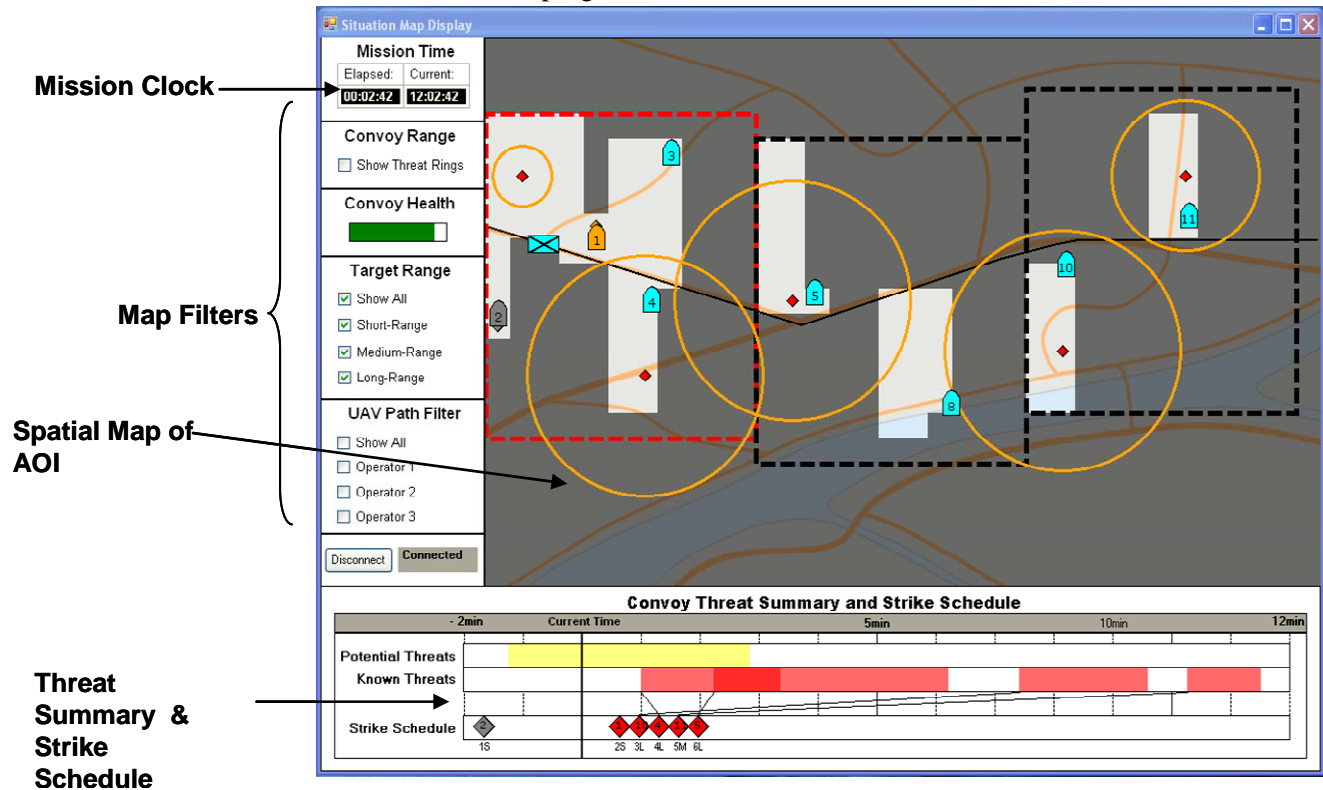 Situation Map Display
Mission Time
Elapsed: Current:
00:02:42 12:02:42
Mission Clock
Convoy Range
Show Threat Rings
Convoy Health
Target Range
Show All
Short-Range
Medium-Range
Long-Range
Map Filters
UAV Path Filter
Show All
Operator 1
Operator 2
Operator 3
Spatial Map of
AOI
Disconnect Connected
3
1
2
4
5
8
10
11
Convoy Threat Summary and Strike Schedule
- 2min Current Time 5min 10min 12min
Potential Threats
Known Threats
Strike Schedule
2 1 4 11 5
1S 2S 3L 4L 5M 6L
Threat
Summary &
Strike
Schedule